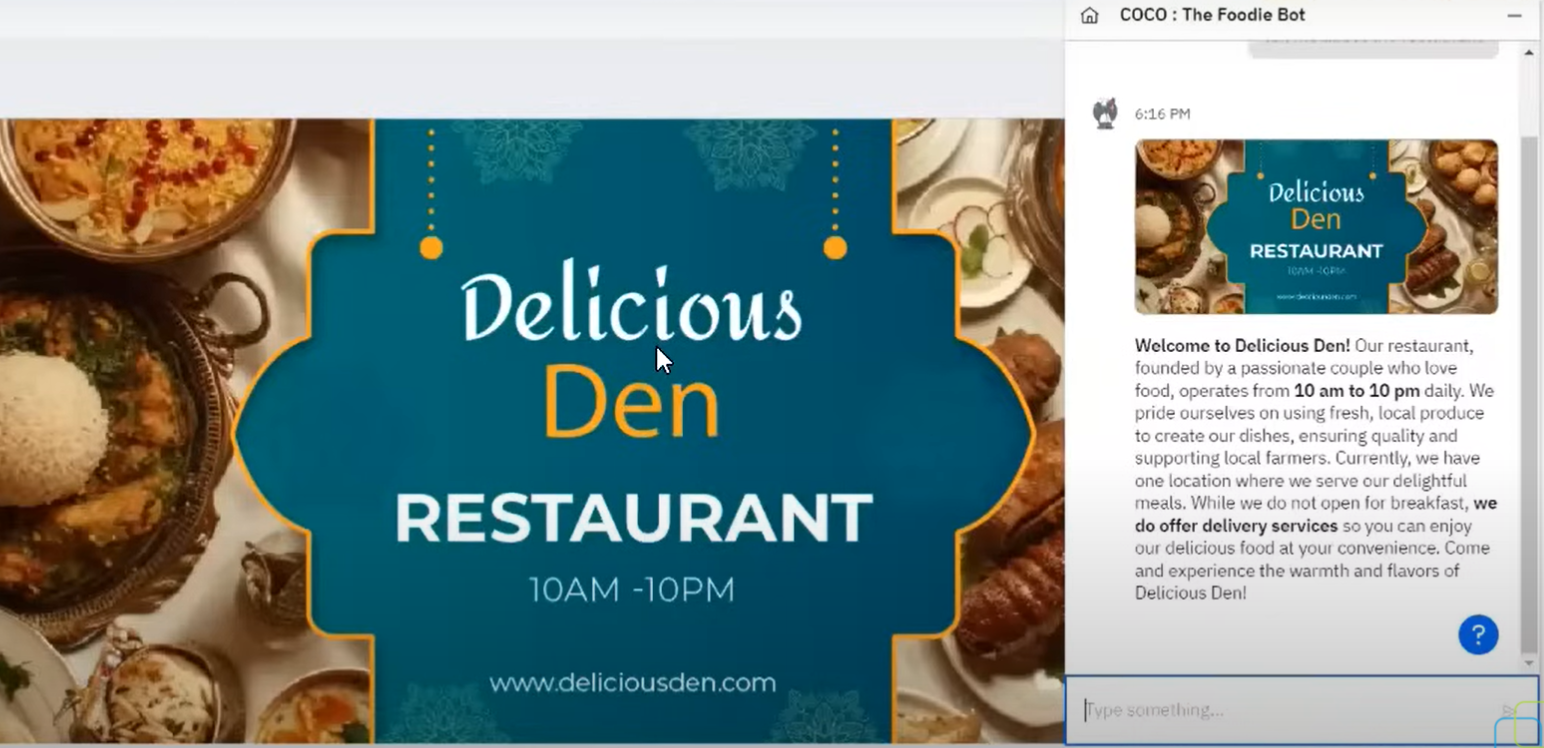 Delicious
Den
RESTAURANT
10AM -10PM
www.deliciousden.com
COCO : The Foodie Bot
6:16 PM
Delicious
Den
RESTAURANT
10AM -10PM
www.deliciousden.com
Welcome to Delicious Den! Our restaurant,
founded by a passionate couple who love
food, operates from 10 am to 10 pm daily. We
pride ourselves on using fresh, local produce
to create our dishes, ensuring quality and
supporting local farmers. Currently, we have
one location where we serve our delightful
meals. While we do not open for breakfast, we
do offer delivery services so you can enjoy
our delicious food at your convenience. Come
and experience the warmth and flavors of
Delicious Den!
?
Type something...